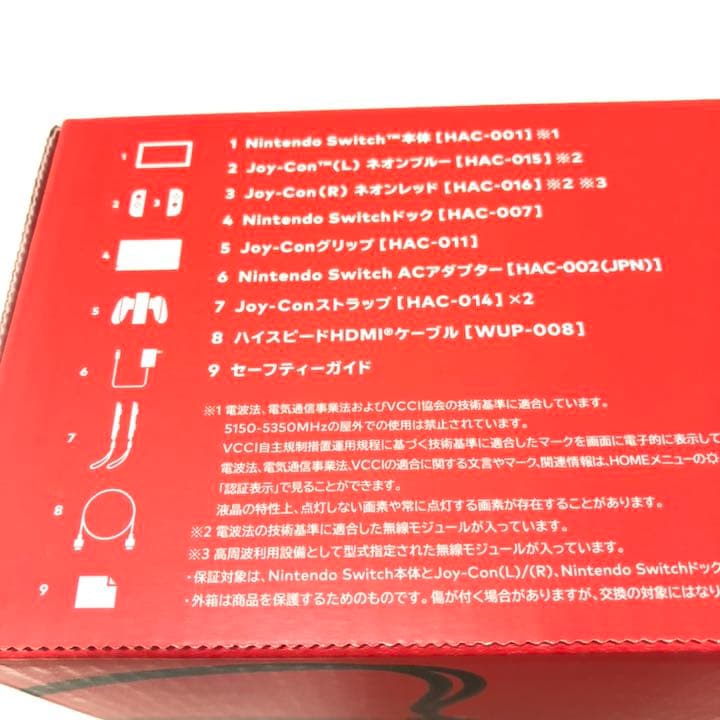 1 Nintendo Switch™本体 [HAC-001] ※1
2 Joy-Con™(L) ネオンブルー [HAC-015] ※2
3 Joy-Con(R) ネオンレッド [HAC-016] ※2 ※3
4 Nintendo Switchドック [HAC-007]
5 Joy-Conグリップ [HAC-011]
6 Nintendo Switch ACアダプター [HAC-002(JPN)]
7 Joy-Conストラップ [HAC-014] ×2
8 ハイスピードHDMI®ケーブル [WUP-008]
9 セーフティーガイド
1
2 3
4
5
6
7
8
9
※1 電波法、電気通信事業法およびVCCI協会の技術基準に適合しています。
5150-5350MHzの屋外での使用は禁止されています。
VCCI自主規制措置運用規程に基づく技術基準に適合したマークを画面に電子的に表示して
電波法、電気通信事業法、VCCIの適合に関する文言やマーク、関連情報は、HOMEメニューの
「認証表示」で見ることができます。
液晶の特性上、点灯しない画素や常に点灯する画素が存在することがあります。
※2 電波法の技術基準に適合した無線モジュールが入っています。
※3 高周波利用設備として型式指定された無線モジュールが入っています。
・保証対象は、Nintendo Switch本体とJoy-Con(L)/(R)、Nintendo Switchドック
・外箱は商品を保護するためのものです。傷が付く場合がありますが、交換の対象にはなり